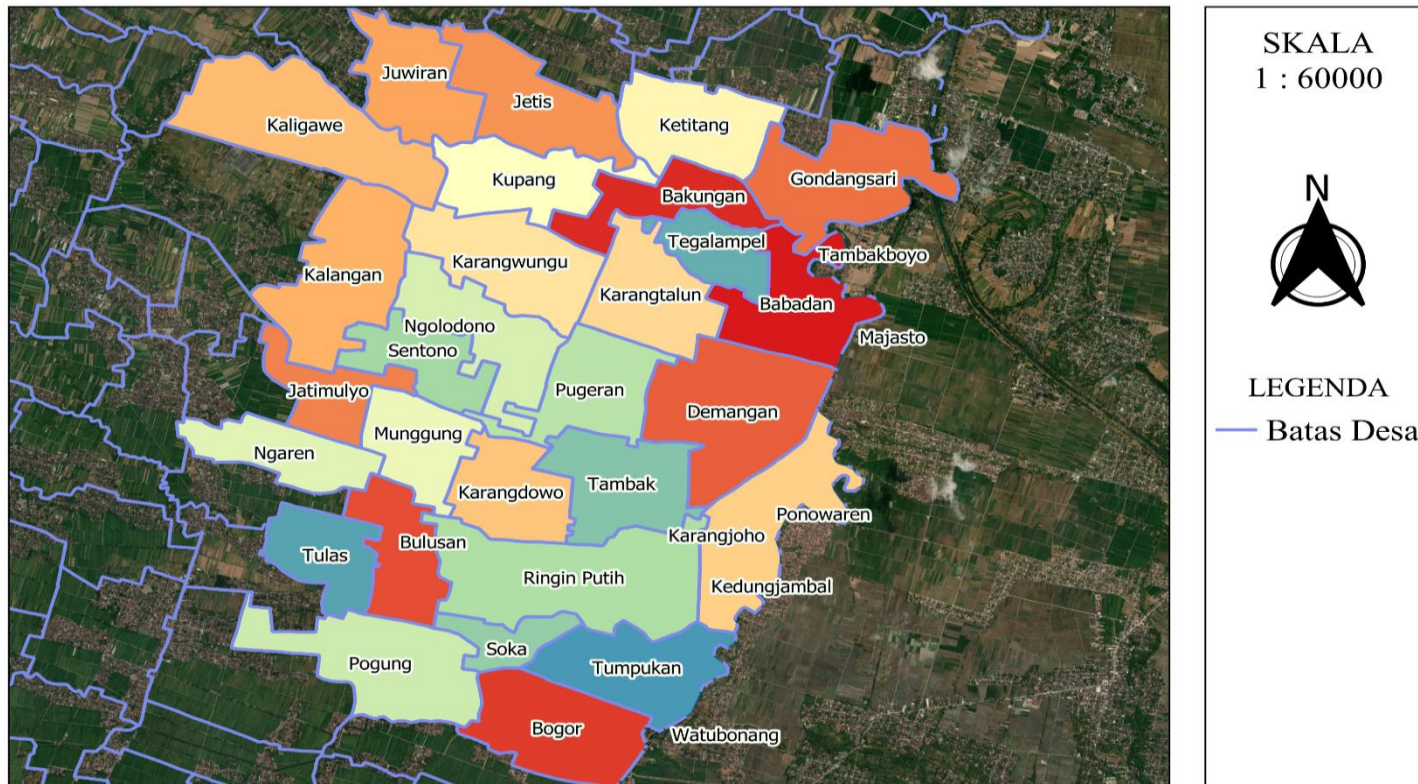 Juwiran
Jetis
Kaligawe
Ketitang
Kupang
Bakungan
Gondangsari
Tegalampel
Tambakboyo
Karangwungu
Kalangan
Karangtalun
Babadan
Majasto
Ngolodono
Sentono
Pugeran
Jatimulyo
Demangan
Munggung
Ngaren
Karangdowo
Tambak
Ponowaren
Karangjoho
Bulusan
Tulas
Ringin Putih
Kedungjambal
Soka
Pogung
Tumpukan
Bogor
Watubonang
SKALA
1 : 60000
N
LEGENDA
Batas Desa